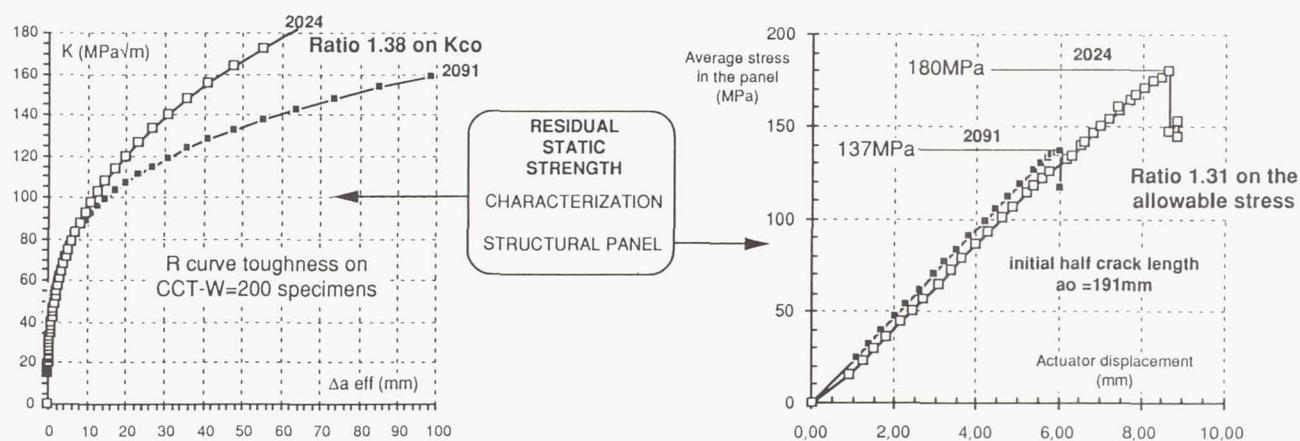 180
160
140
120
100
80
60
40
20
0
K (MPa√m)
2024
Ratio 1.38 on Kco
2091
R curve toughness on
CCT-W=200 specimens
Δa eff (mm)
0 10 20 30 40 50 60 70 80 90 100
RESIDUAL
STATIC
STRENGTH
CHARACTERIZATION
STRUCTURAL PANEL
200
150
100
50
0
Average stress
in the panel
(MPa)
2024
180MPa
2091
137MPa
Ratio 1.31 on the
allowable stress
initial half crack length
ao =191mm
Actuator displacement
(mm)
0,00 2,00 4,00 6,00 8,00 10,00